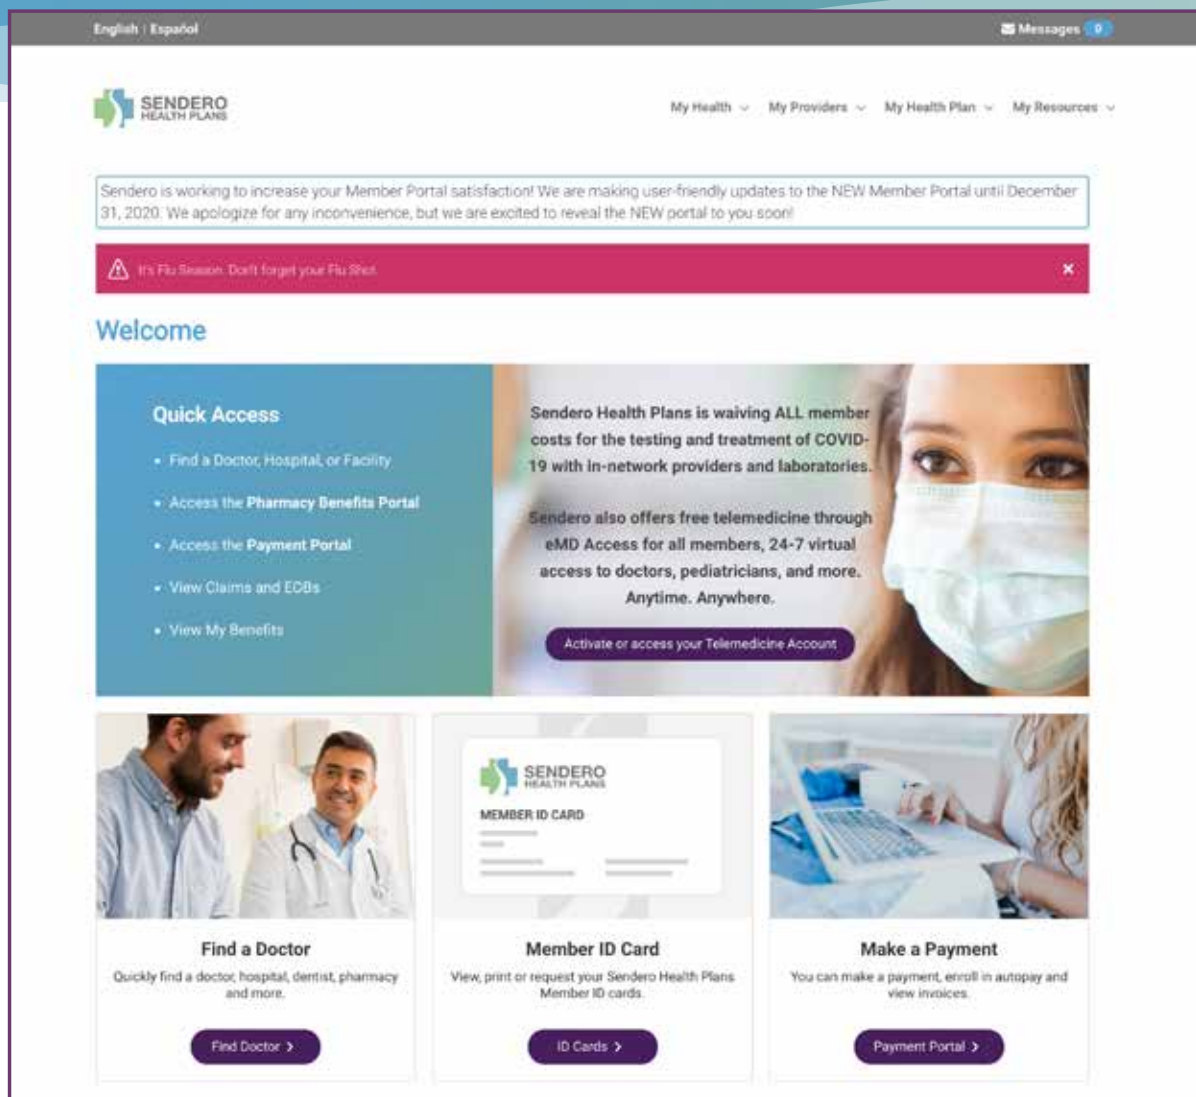 English | Español
Messages 0
SENDERO
HEALTH PLANS
My Health
My Providers
My Health Plan
My Resources
Sendero is working to increase your Member Portal satisfaction! We are making user-friendly updates to the NEW Member Portal until December
31, 2020. We apologize for any inconvenience, but we are excited to reveal the NEW portal to you soon!
It's Flu Season. Don't forget your Flu Shot.
Welcome
Quick Access
• Find a Doctor, Hospital, or Facility
• Access the Pharmacy Benefits Portal
• Access the Payment Portal
• View Claims and EOBs
• View My Benefits
Sendero Health Plans is waiving ALL member
costs for the testing and treatment of COVID-
19 with in-network providers and laboratories.
Sendero also offers free telemedicine through
eMD Access for all members, 24-7 virtual
access to doctors, pediatricians, and more.
Anytime. Anywhere.
Activate or access your Telemedicine Account
SENDERO
HEALTH PLANS
MEMBER ID CARD
Find a Doctor
Quickly find a doctor, hospital, dentist, pharmacy
and more.
Find Doctor >
Member ID Card
View, print or request your Sendero Health Plans
Member ID cards.
ID Cards >
Make a Payment
You can make a payment, enroll in autopay and
view invoices.
Payment Portal >